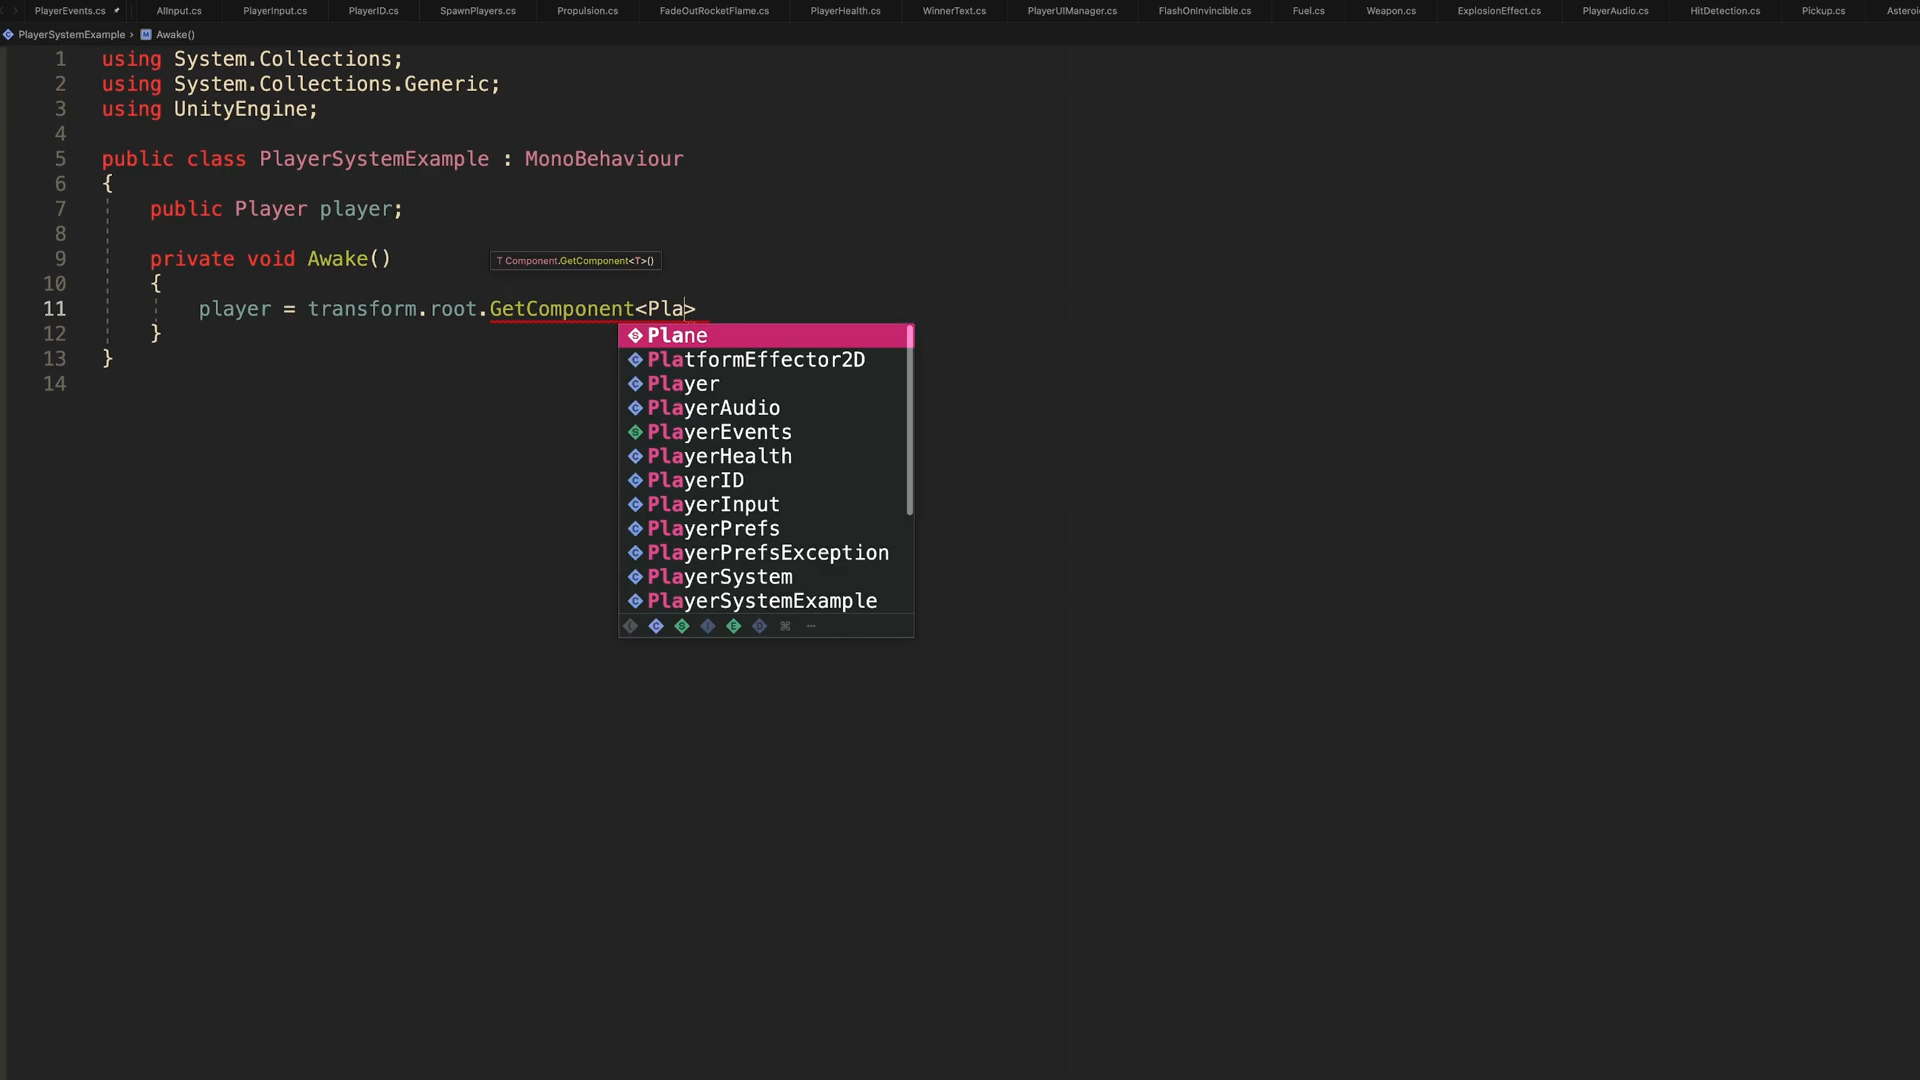 PlayerEvents.cs AIInput.cs PlayerInput.cs PlayerID.cs SpawnPlayers.cs Propulsion.cs FadeOutRocketFlame.cs PlayerHealth.cs WinnerText.cs PlayerUIManager.cs FlashOnInvincible.cs Fuel.cs Weapon.cs ExplosionEffect.cs PlayerAudio.cs HitDetection.cs Pickup.cs Asteroi
PlayerSystemExample › M Awake()
1 using System.Collections;
2 using System.Collections.Generic;
3 using UnityEngine;
4
5 public class PlayerSystemExample : MonoBehaviour
6 {
7 public Player player;
8
9 private void Awake()
T Component.GetComponent<T>()
10 {
11 player = transform.root.GetComponent<Pla>
12 }
13 }
14
Plane
PlatformEffector2D
Player
PlayerAudio
PlayerEvents
PlayerHealth
PlayerID
PlayerInput
PlayerPrefs
PlayerPrefsException
PlayerSystem
PlayerSystemExample